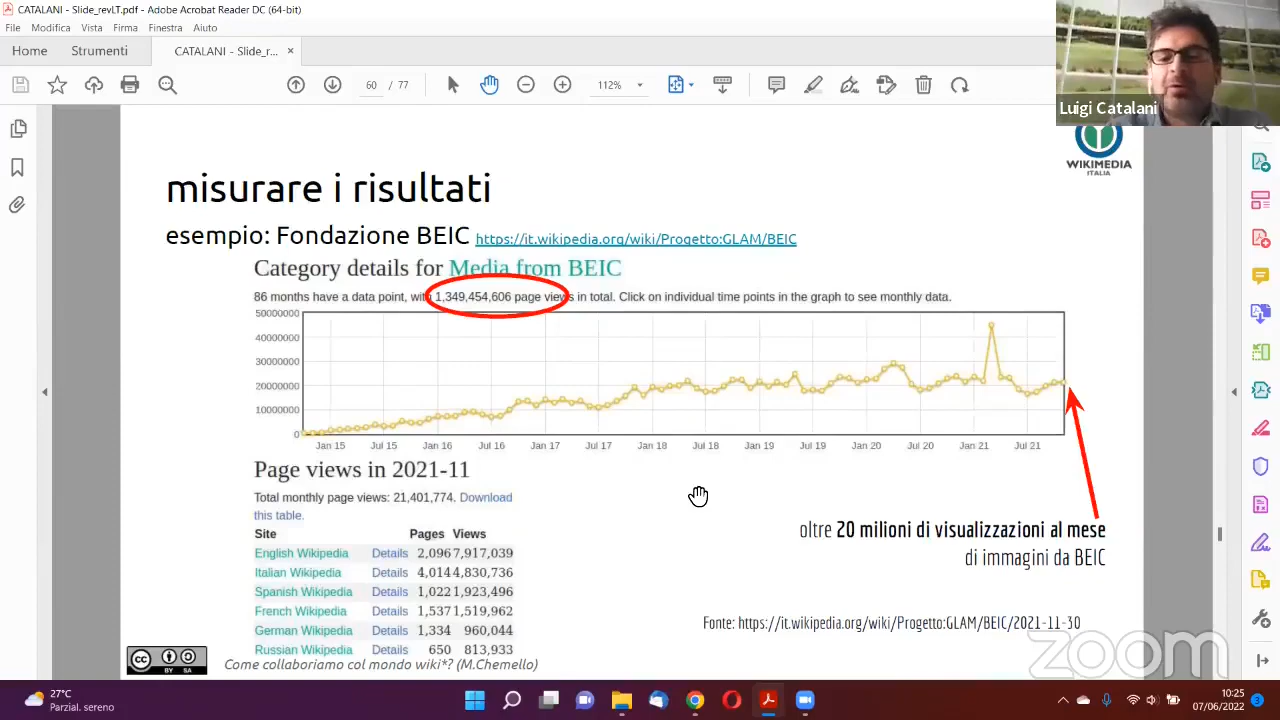 CATALANI - Slide_revLT.pdf - Adobe Acrobat Reader DC (64-bit)
File Modifica Vista Firma Finestra Aiuto
Home Strumenti CATALANI - Slide_r... ×
60 / 77 112%
Luigi Catalani
WIKIMEDIA
ITALIA
misurare i risultati
esempio: Fondazione BEIC https://it.wikipedia.org/wiki/Progetto:GLAM/BEIC
Category details for Media from BEIC
86 months have a data point, with 1,349,454,606 page views in total. Click on individual time points in the graph to see monthly data.
50000000
40000000
30000000
20000000
10000000
0
Jan 15 Jul 15 Jan 16 Jul 16 Jan 17 Jul 17 Jan 18 Jul 18 Jan 19 Jul 19 Jan 20 Jul 20 Jan 21 Jul 21
Page views in 2021-11
Total monthly page views: 21,401,774. Download
this table.
Site Pages Views
English Wikipedia Details 2,096 7,917,039
Italian Wikipedia Details 4,014 4,830,736
Spanish Wikipedia Details 1,022 1,923,496
French Wikipedia Details 1,537 1,519,962
German Wikipedia Details 1,334 960,044
Russian Wikipedia Details 650 813,933
oltre 20 milioni di visualizzazioni al mese
di immagini da BEIC
Fonte: https://it.wikipedia.org/wiki/Progetto:GLAM/BEIC/2021-11-30
cc BY SA
Come collaboriamo col mondo wiki*? (M.Chemello)
zoom
27°C
Parzial. sereno
10:25
07/06/2022
3